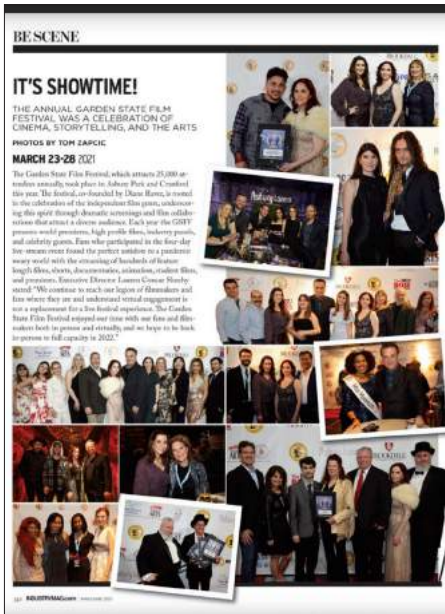 BE SCENE
IT'S SHOWTIME!
THE ANNUAL GARDEN STATE FILM
FESTIVAL WAS A CELEBRATION OF
CINEMA, STORYTELLING, AND THE ARTS
PHOTOS BY TOM ZAPCIC
MARCH 23-28 2021
The Garden State Film Festival, which attracts 25,000 at-
tendees annually, took place in Asbury Park and Cranford
this year. The festival, co-founded by Diane Raver, is rooted
in the celebration of the independent film genre, underscor-
ing this spirit through dramatic screenings and film collabo-
rations that attract a diverse audience. Each year the GSFF
presents world premieres, high profile films, industry panels,
and celebrity guests. Fans who participated in the four-day
live-stream event found the perfect antidote to a pandemic
weary world with the streaming of hundreds of feature
length films, shorts, documentaries, animation, student films,
and premieres. Executive Director Lauren Concar Sheehy
stated: "We continue to reach our legion of filmmakers and
fans where they are and understand virtual engagement is
not a replacement for a live festival experience. The Garden
State Film Festival enjoyed our time with our fans and film-
makers both in person and virtually, and we hope to be back
in-person to full capacity in 2022."
Asbury Lanes
BROOKDALE
INDUSTRYMAG.com